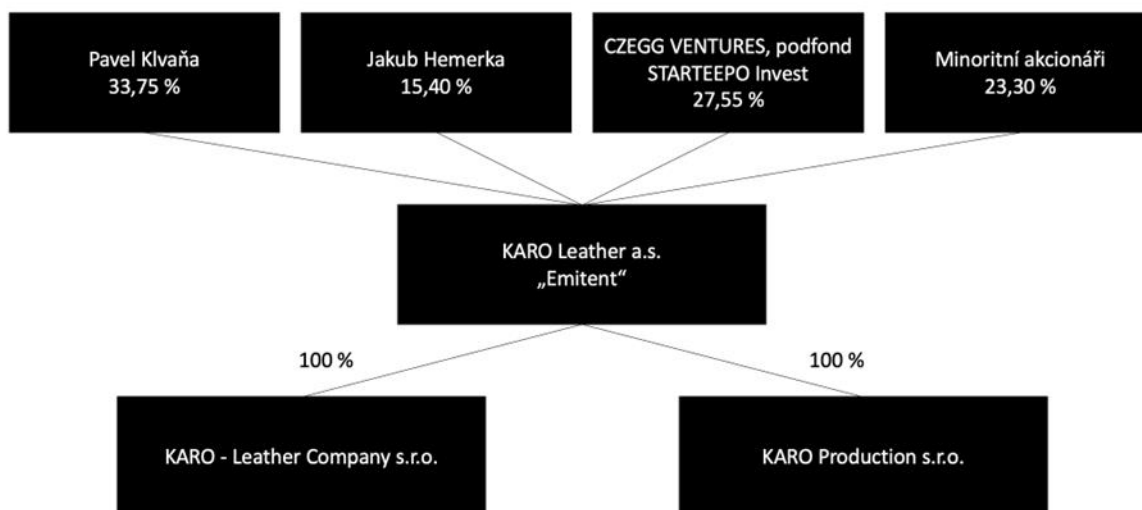 Pavel Klvaňa
33,75 %
Jakub Hemerka
15,40 %
CZEGG VENTURES, podfond
STARTEEPO Invest
27,55 %
Minoritní akcionáři
23,30 %
KARO Leather a.s.
„Emitent“
100 %
100 %
KARO - Leather Company s.r.o.
KARO Production s.r.o.